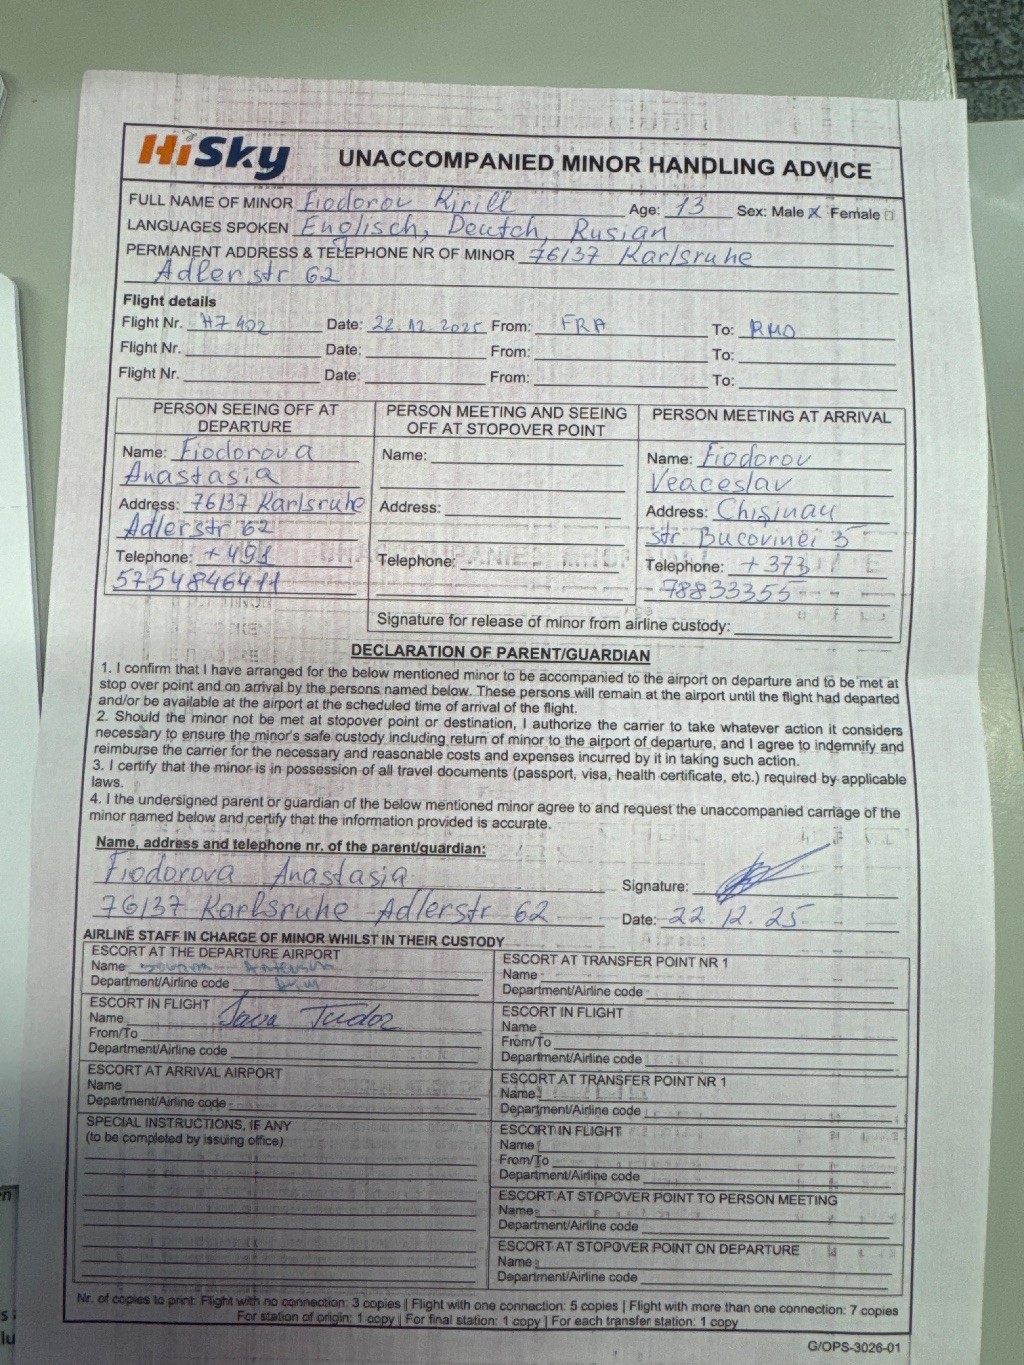 HiSky
UNACCOMPANIED MINOR HANDLING ADVICE
FULL NAME OF MINOR Fiodorov Kirill Age: 13 Sex: Male X Female
LANGUAGES SPOKEN Englisch, Deutch, Rusian
PERMANENT ADDRESS & TELEPHONE NR OF MINOR 76137 Karlsruhe
Adlerstr 62
Flight details
Flight Nr. H7 402 Date: 22.12.2025 From: FRA To: RMO
Flight Nr. Date: From: To:
Flight Nr. Date: From: To:
PERSON SEEING OFF AT DEPARTURE
Name: Fiodorova
Anastasia
Address: 76137 Karlsruhe
Adlerstr 62
Telephone: +491
5754846411
PERSON MEETING AND SEEING OFF AT STOPOVER POINT
Name:
Address:
Telephone:
PERSON MEETING AT ARRIVAL
Name: Fiodorov
Veaceslav
Address: Chişinau
str. Bucovinei 5
Telephone: +373
78833355
Signature for release of minor from airline custody:
DECLARATION OF PARENT/GUARDIAN
1. I confirm that I have arranged for the below mentioned minor to be accompanied to the airport on departure and to be met at
stop over point and on arrival by the persons named below. These persons will remain at the airport until the flight had departed
and/or be available at the airport at the scheduled time of arrival of the flight.
2. Should the minor not be met at stopover point or destination, I authorize the carrier to take whatever action it considers
necessary to ensure the minor's safe custody including return of minor to the airport of departure, and I agree to indemnify and
reimburse the carrier for the necessary and reasonable costs and expenses incurred by it in taking such action.
3. I certify that the minor is in possession of all travel documents (passport, visa, health certificate, etc.) required by applicable
laws.
4. I the undersigned parent or guardian of the below mentioned minor agree to and request the unaccompanied carriage of the
minor named below and certify that the information provided is accurate.
Name, address and telephone nr. of the parent/guardian:
Fiodorova Anastasia
Signature:
76137 Karlsruhe Adlerstr 62
Date: 22.12.25
AIRLINE STAFF IN CHARGE OF MINOR WHILST IN THEIR CUSTODY
ESCORT AT THE DEPARTURE AIRPORT
Name
Department/Airline code
ESCORT IN FLIGHT
Name Sava Tudor
From/To
Department/Airline code
ESCORT AT ARRIVAL AIRPORT
Name
Department/Airline code
SPECIAL INSTRUCTIONS, IF ANY
(to be completed by issuing office)
ESCORT AT TRANSFER POINT NR 1
Name
Department/Airline code
ESCORT IN FLIGHT
Name
From/To
Department/Airline code
ESCORT AT TRANSFER POINT NR 1
Name
Department/Airline code
ESCORT IN FLIGHT
Name
From/To
Department/Airline code
ESCORT AT STOPOVER POINT TO PERSON MEETING
Name
Department/Airline code
ESCORT AT STOPOVER POINT ON DEPARTURE
Name
Department/Airline code
Nr. of copies to print: Flight with no connection: 3 copies | Flight with one connection: 5 copies | Flight with more than one connection: 7 copies
For station of origin: 1 copy | For final station: 1 copy | For each transfer station: 1 copy
G/OPS-3026-01